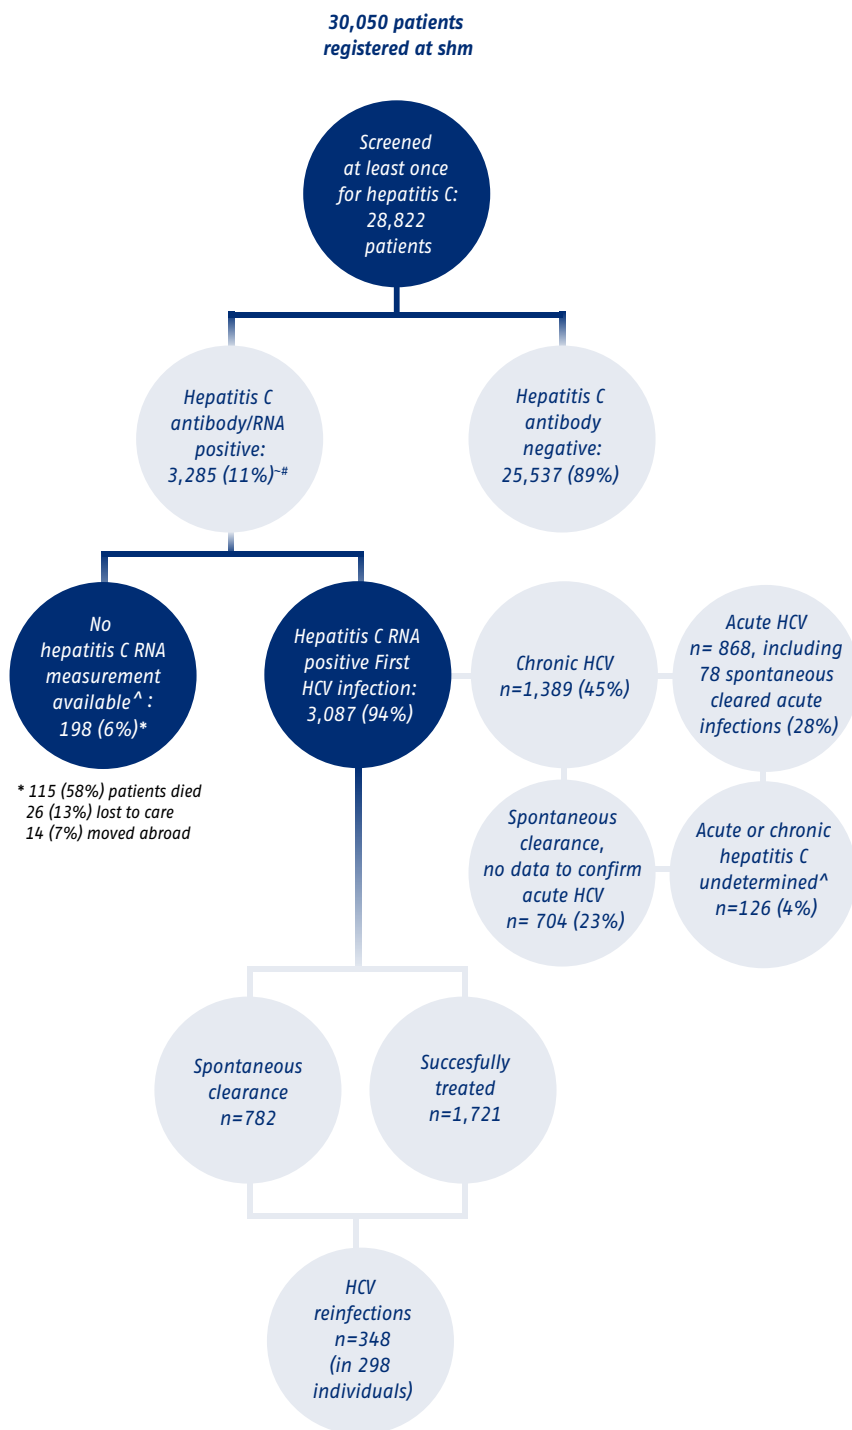 30,050 patients
registered at shm
Screened
at least once
for hepatitis C:
28,822
patients
Hepatitis C
antibody/RNA
positive:
3,285 (11%)~#
Hepatitis C
antibody
negative:
25,537 (89%)
No
hepatitis C RNA
measurement
available^ :
198 (6%)*
* 115 (58%) patients died
26 (13%) lost to care
14 (7%) moved abroad
Hepatitis C RNA
positive First
HCV infection:
3,087 (94%)
Chronic HCV
n=1,389 (45%)
Acute HCV
n= 868, including
78 spontaneous
cleared acute
infections (28%)
Spontaneous
clearance,
no data to confirm
acute HCV
n= 704 (23%)
Acute or chronic
hepatitis C
undetermined^
n=126 (4%)
Spontaneous
clearance
n=782
Succesfully
treated
n=1,721
HCV
reinfections
n=348
(in 298
individuals)